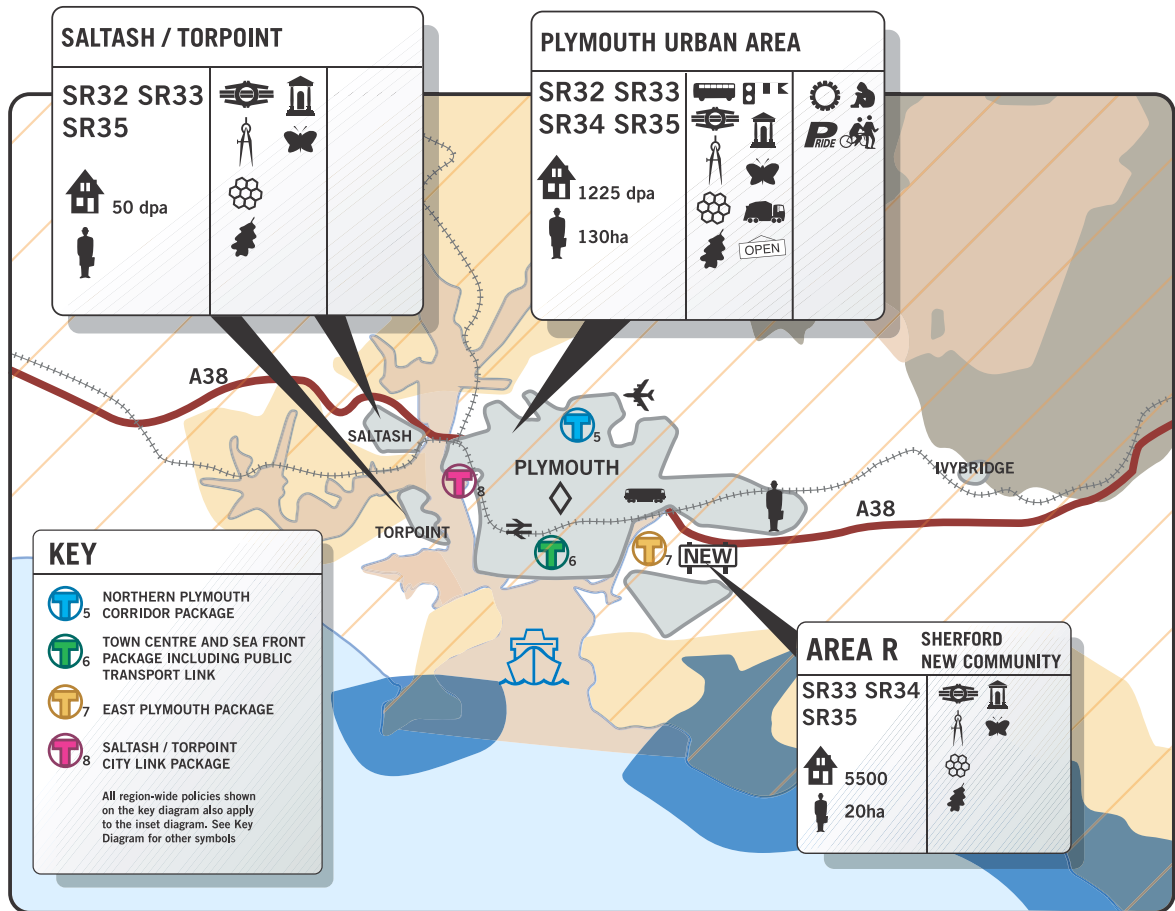 SALTASH / TORPOINT
SR32 SR33
SR35
50 dpa
PLYMOUTH URBAN AREA
SR32 SR33
SR34 SR35
1225 dpa
130ha
OPEN
PRIDE
A38
SALTASH
5
PLYMOUTH
8
TORPOINT
6
7
NEW
IVYBRIDGE
A38
KEY
T5 NORTHERN PLYMOUTH
CORRIDOR PACKAGE
T6 TOWN CENTRE AND SEA FRONT
PACKAGE INCLUDING PUBLIC
TRANSPORT LINK
T7 EAST PLYMOUTH PACKAGE
T8 SALTASH / TORPOINT
CITY LINK PACKAGE
All region-wide policies shown
on the key diagram also apply
to the inset diagram. See Key
Diagram for other symbols
AREA R SHERFORD
NEW COMMUNITY
SR33 SR34
SR35
5500
20ha